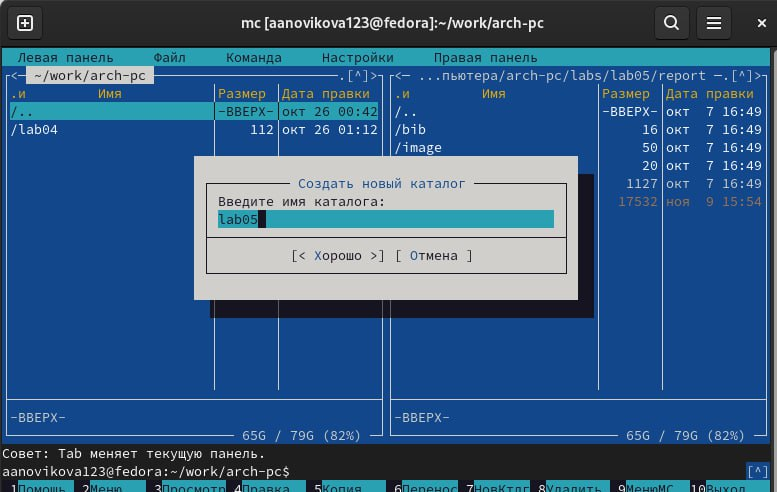 mc [aanovikova123@fedora]:~/work/arch-pc
Левая панель Файл Команда Настройки Правая панель
<─ ~/work/arch-pc ─.[^]>
<─ ...пьютера/arch-pc/labs/lab05/report ─.[^]>
.и Имя Размер Дата правки
.и Имя Размер Дата правки
/.. -ВВЕРХ- окт 26 00:42
/.. -ВВЕРХ- окт 7 16:49
/lab04 112 окт 26 01:12
/bib 16 окт 7 16:49
/image 50 окт 7 16:49
20 окт 7 16:49
1127 окт 7 16:49
17532 ноя 9 15:54
Создать новый каталог
Введите имя каталога:
lab05
[< Хорошо >] [ Отмена ]
-ВВЕРХ-
-ВВЕРХ-
65G / 79G (82%)
65G / 79G (82%)
Совет: Tab меняет текущую панель.
aanovikova123@fedora:~/work/arch-pc$ [^]
1Помощь 2Меню 3Просмотр 4Правка 5Копия 6Перенос 7НовКтлг 8Удалить 9МенюMC 10Выход